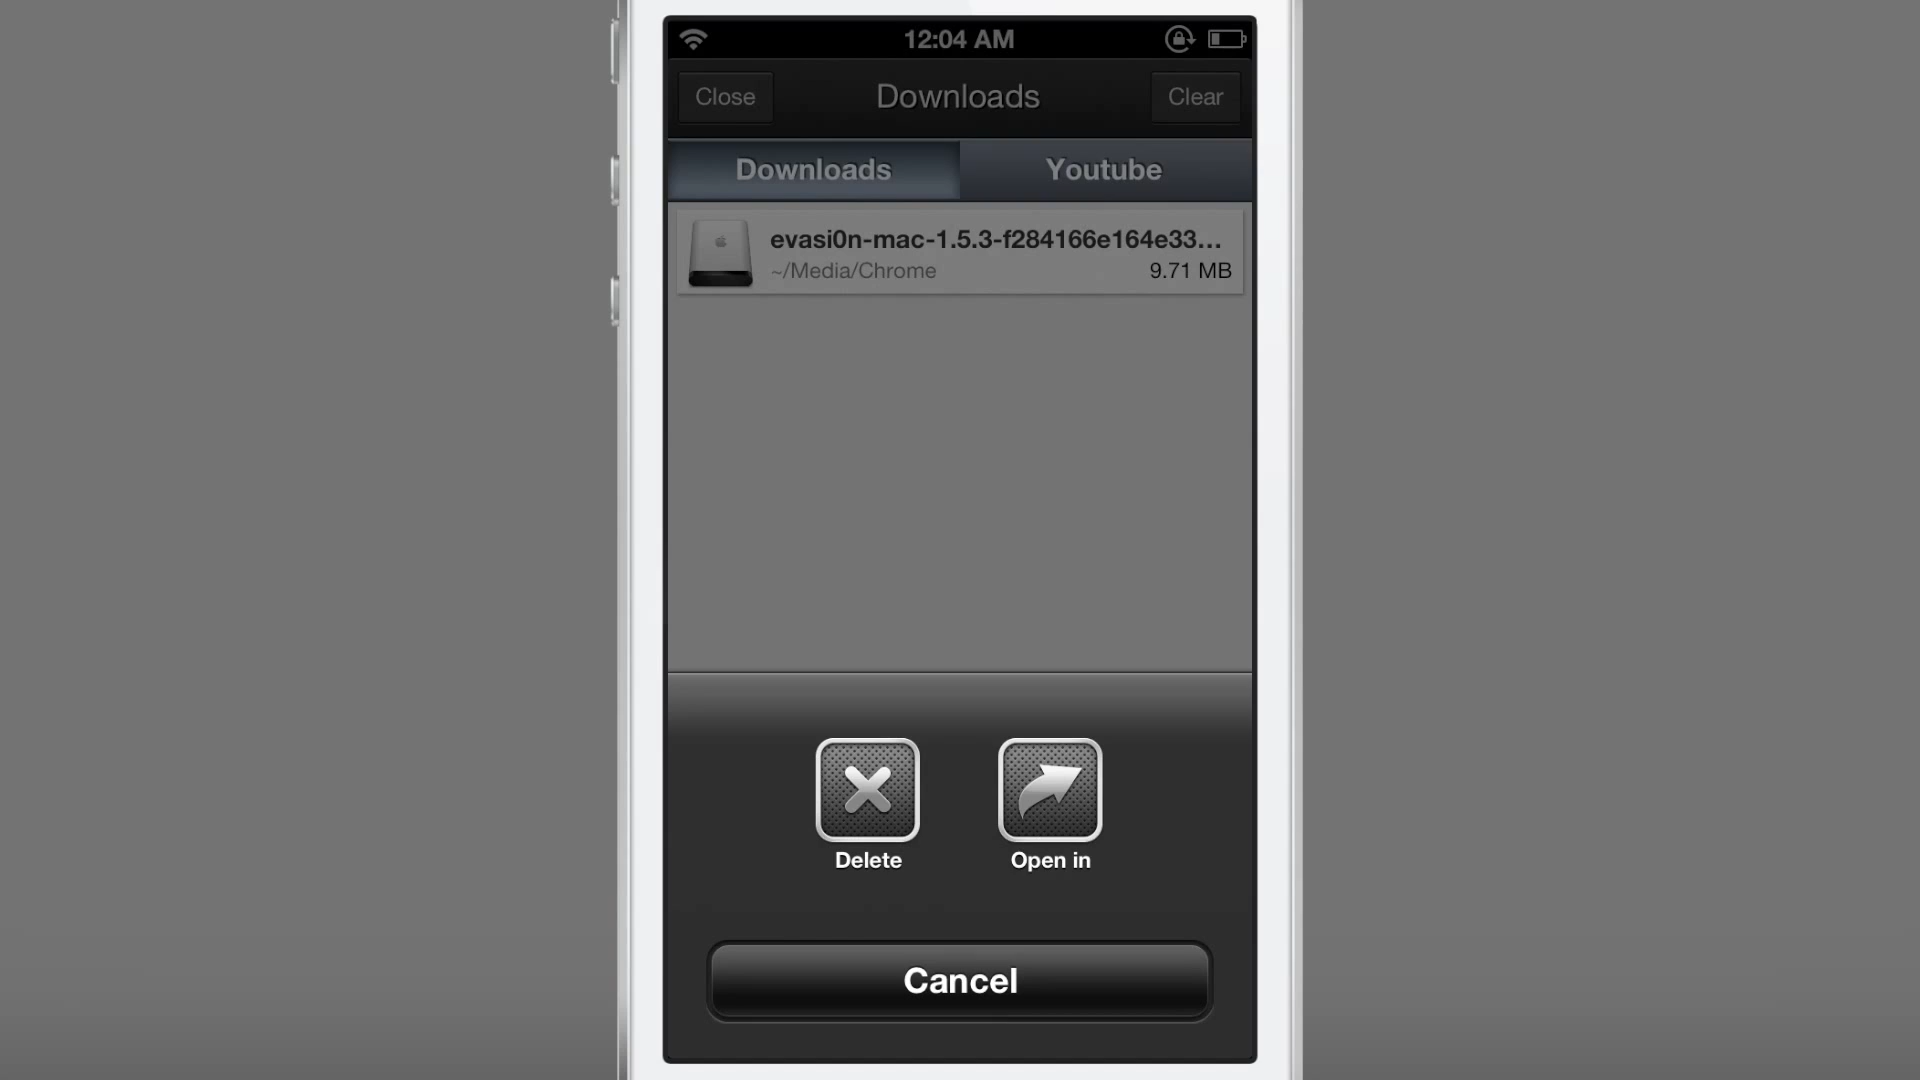 12:04 AM
Close
Downloads
Clear
Downloads
Youtube
evasi0n-mac-1.5.3-f284166e164e33...
~/Media/Chrome
9.71 MB
Delete
Open in
Cancel